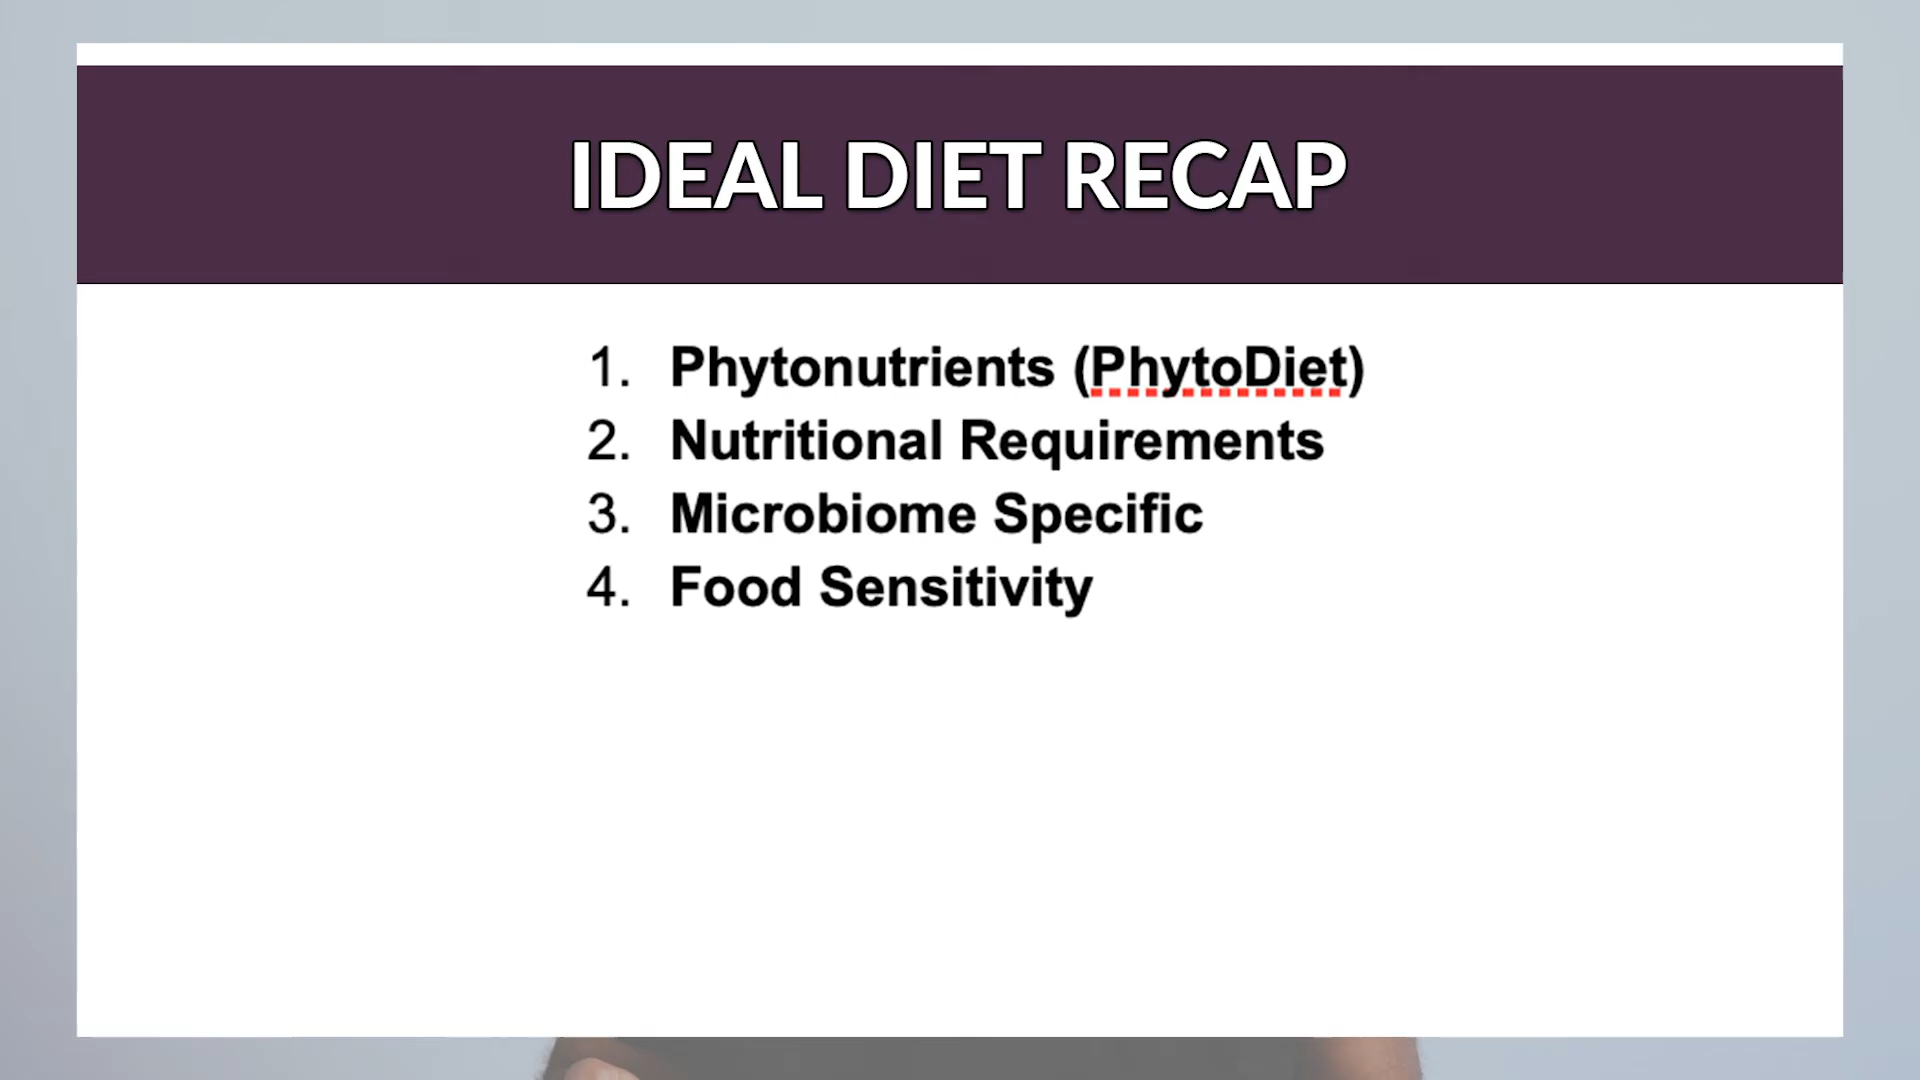 IDEAL DIET RECAP
1. Phytonutrients (PhytoDiet)
2. Nutritional Requirements
3. Microbiome Specific
4. Food Sensitivity